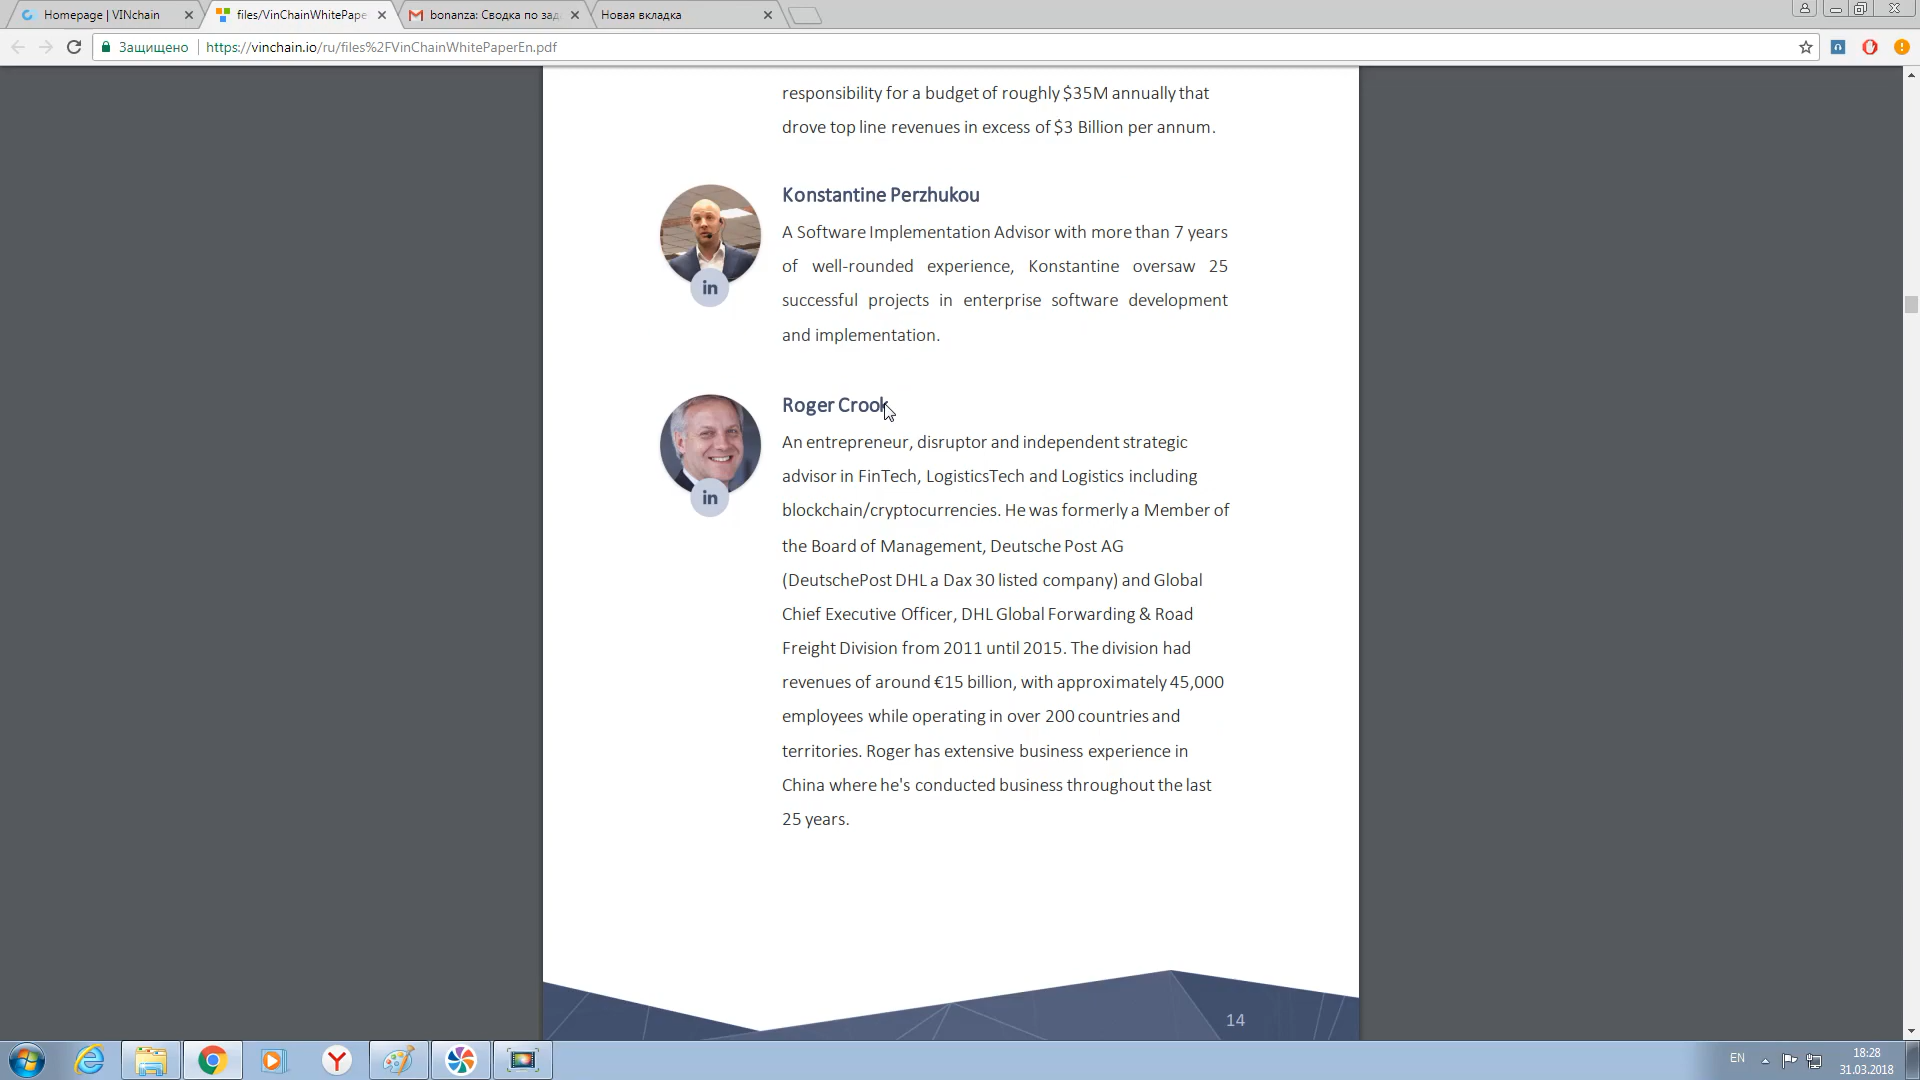 Homepage | VINchain
files/VinChainWhitePape
bonanza: Сводка по зад
Новая вкладка
Защищено
https://vinchain.io/ru/files%2FVinChainWhitePaperEn.pdf
responsibility for a budget of roughly $35M annually that
drove top line revenues in excess of $3 Billion per annum.
Konstantine Perzhukou
A Software Implementation Advisor with more than 7 years
of well-rounded experience, Konstantine oversaw 25
successful projects in enterprise software development
and implementation.
in
Roger Crook
An entrepreneur, disruptor and independent strategic
advisor in FinTech, LogisticsTech and Logistics including
blockchain/cryptocurrencies. He was formerly a Member of
the Board of Management, Deutsche Post AG
(DeutschePost DHL a Dax 30 listed company) and Global
Chief Executive Officer, DHL Global Forwarding & Road
Freight Division from 2011 until 2015. The division had
revenues of around €15 billion, with approximately 45,000
employees while operating in over 200 countries and
territories. Roger has extensive business experience in
China where he's conducted business throughout the last
25 years.
in
14
EN
18:28
31.03.2018